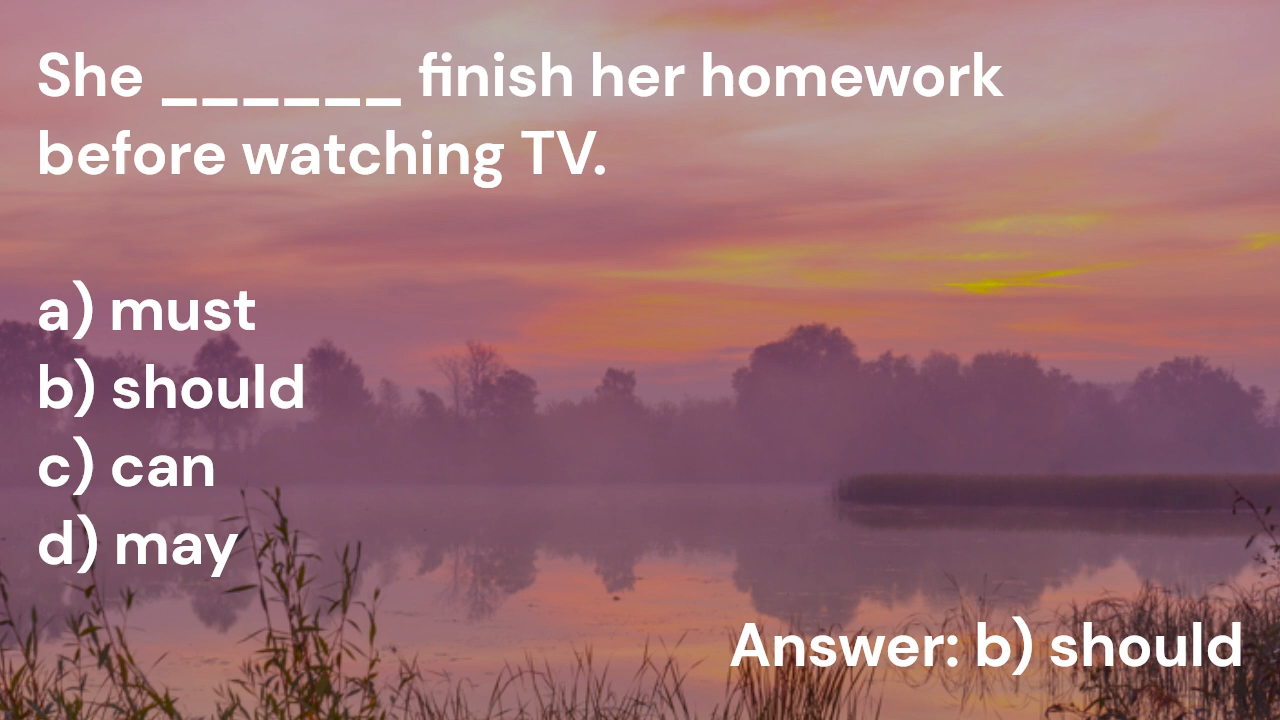 She ______ finish her homework
before watching TV.
a) must
b) should
c) can
d) may
Answer: b) should